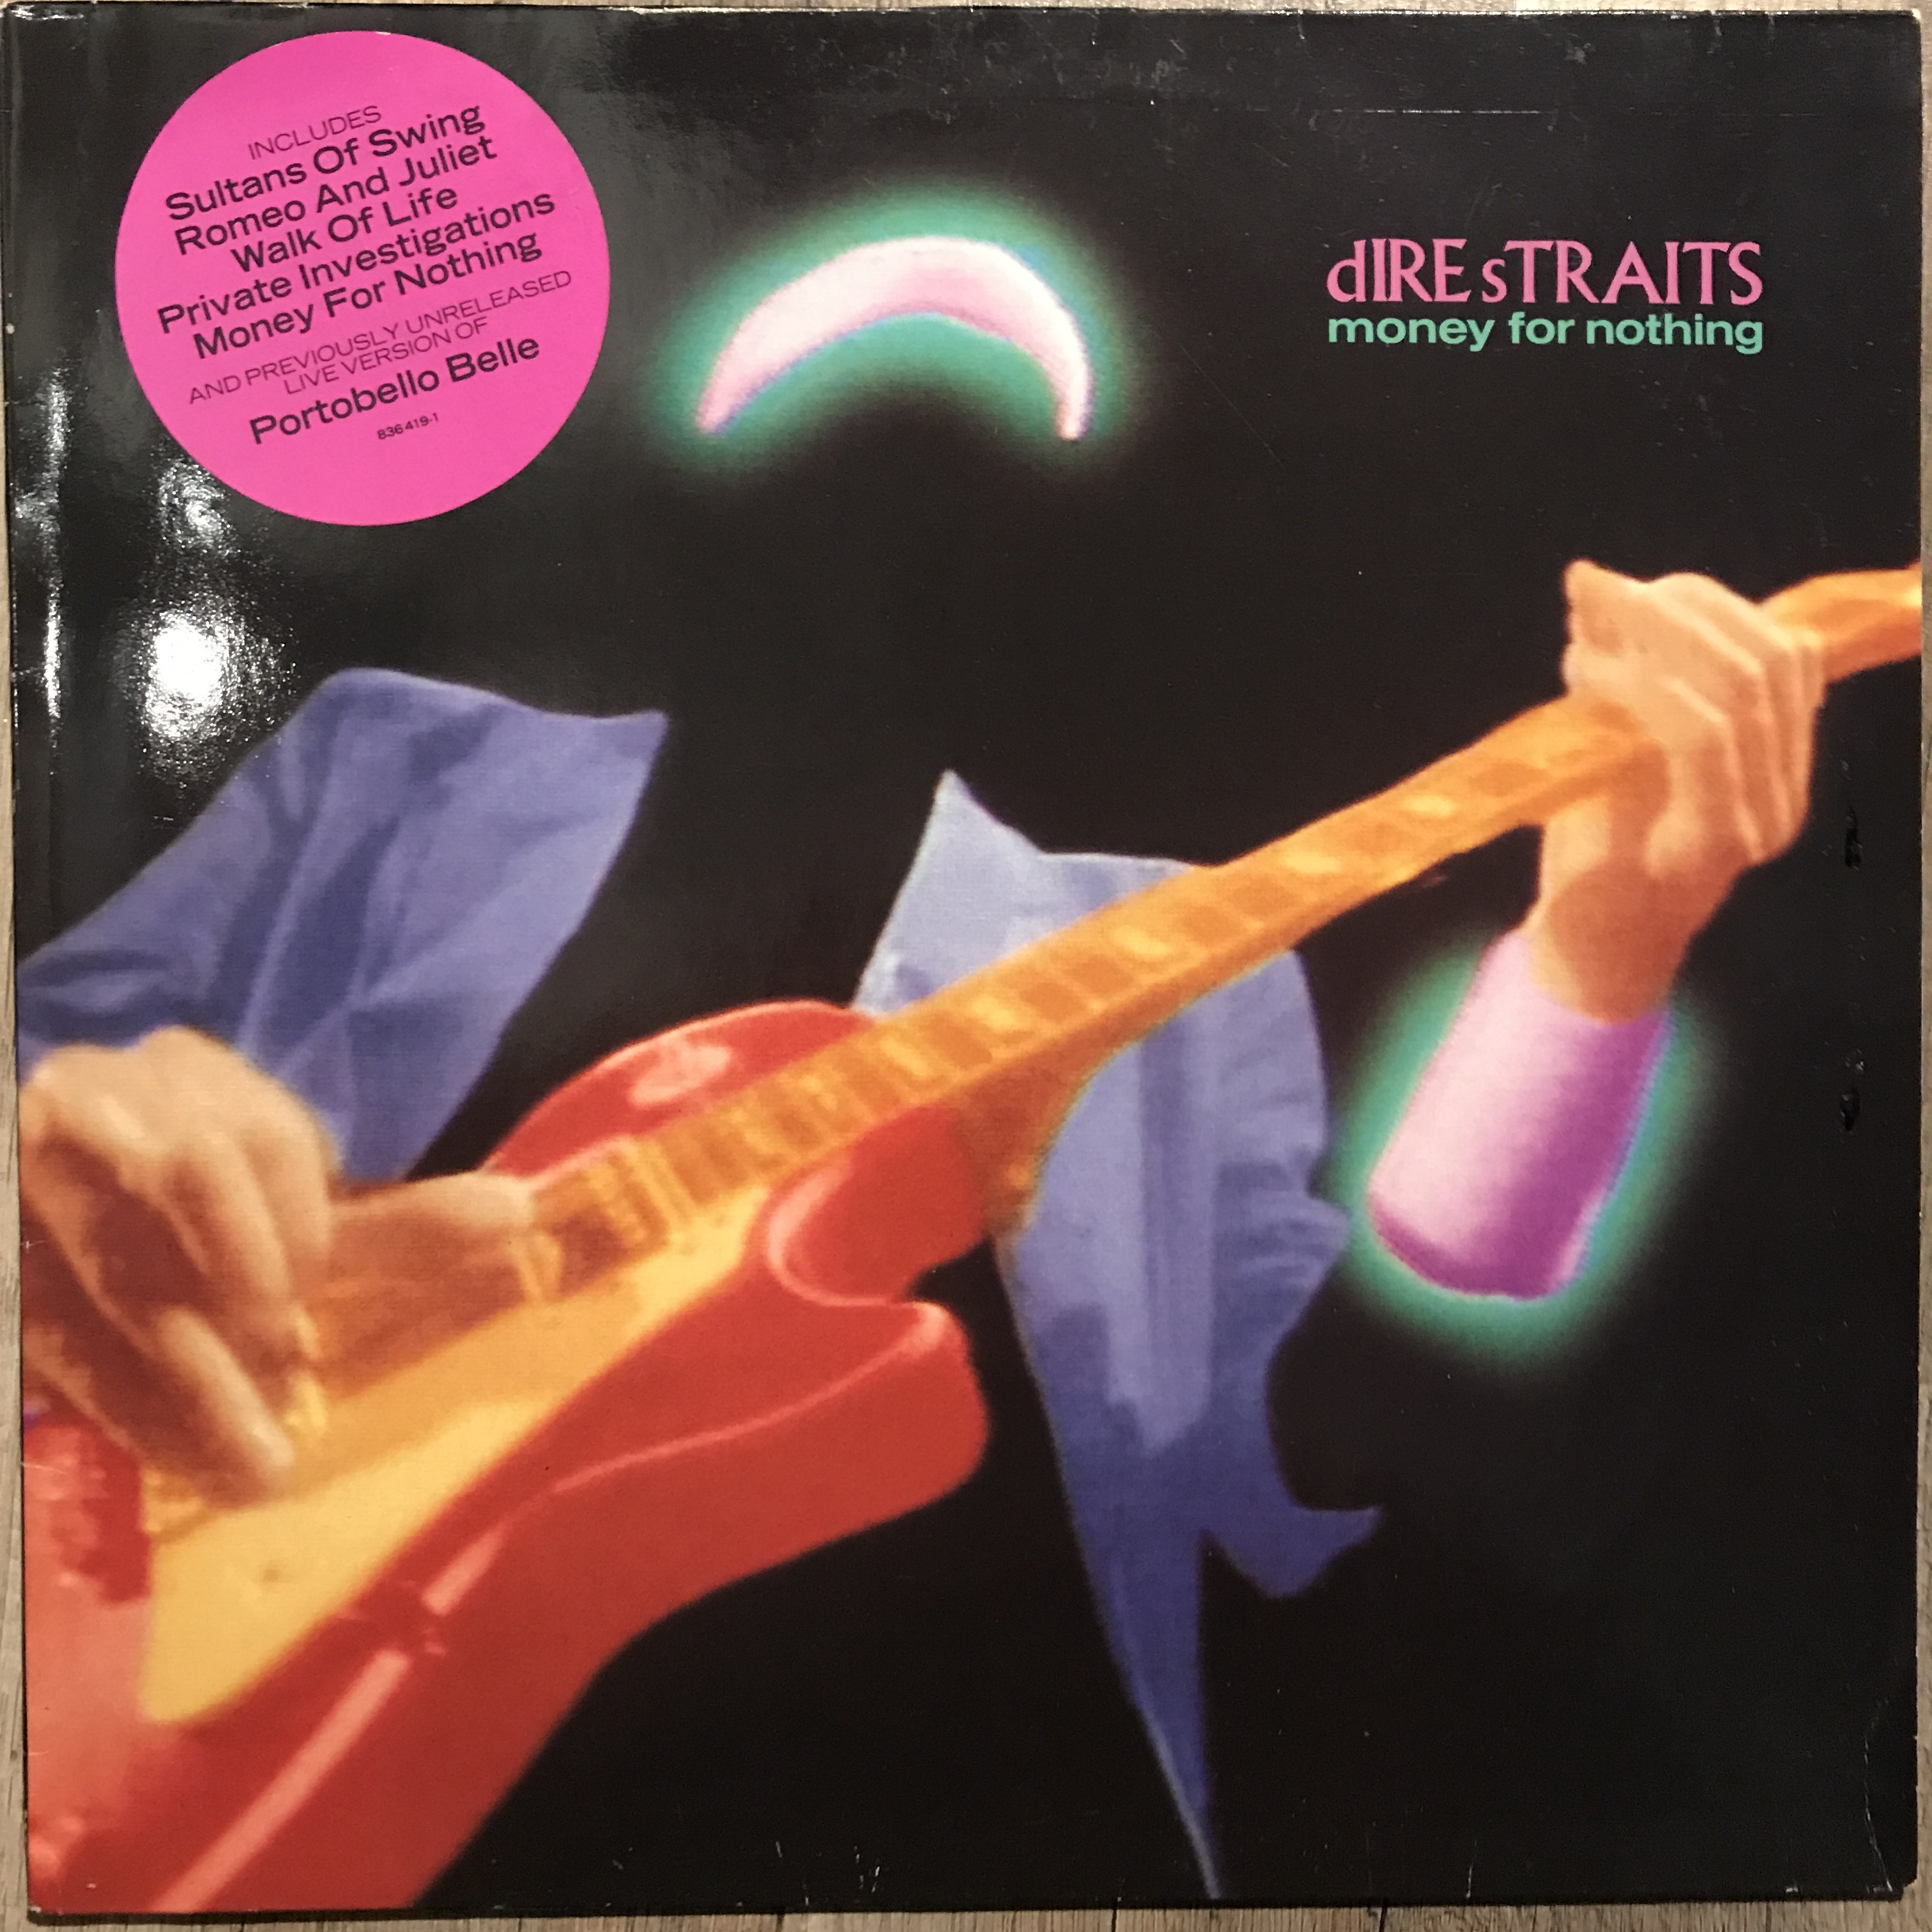 INCLUDES
Sultans Of Swing
Romeo And Juliet
Walk Of Life
Private Investigations
Money For Nothing
AND PREVIOUSLY UNRELEASED
LIVE VERSION OF
Portobello Belle
836 419-1
dIRE sTRAITS
money for nothing